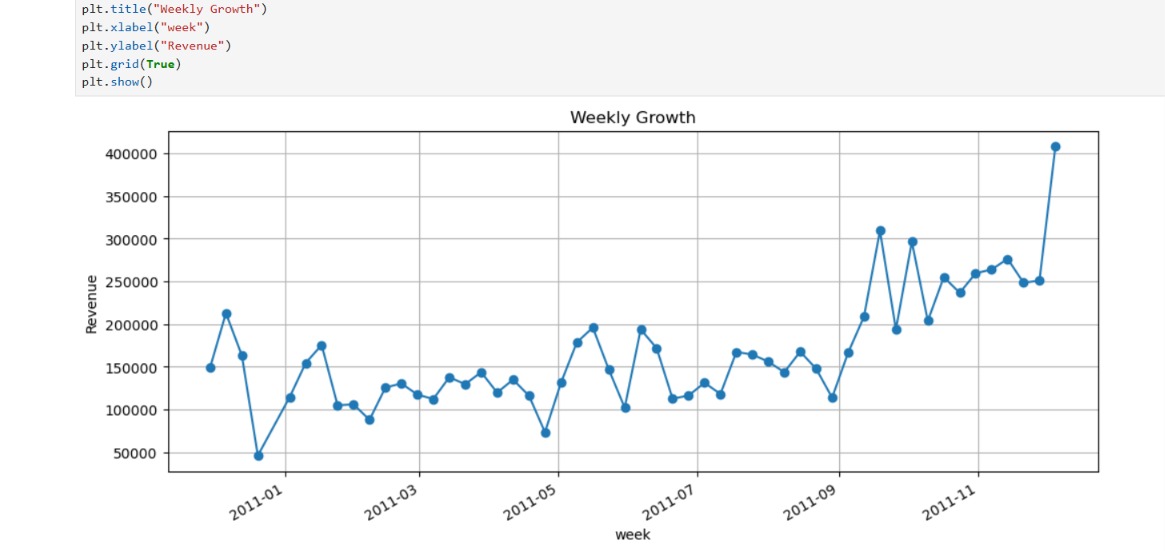 plt.title("Weekly Growth")
plt.xlabel("week")
plt.ylabel("Revenue")
plt.grid(True)
plt.show()
Weekly Growth
400000
350000
300000
250000
200000
150000
100000
50000
Revenue
2011-01
2011-03
2011-05
2011-07
2011-09
2011-11
week